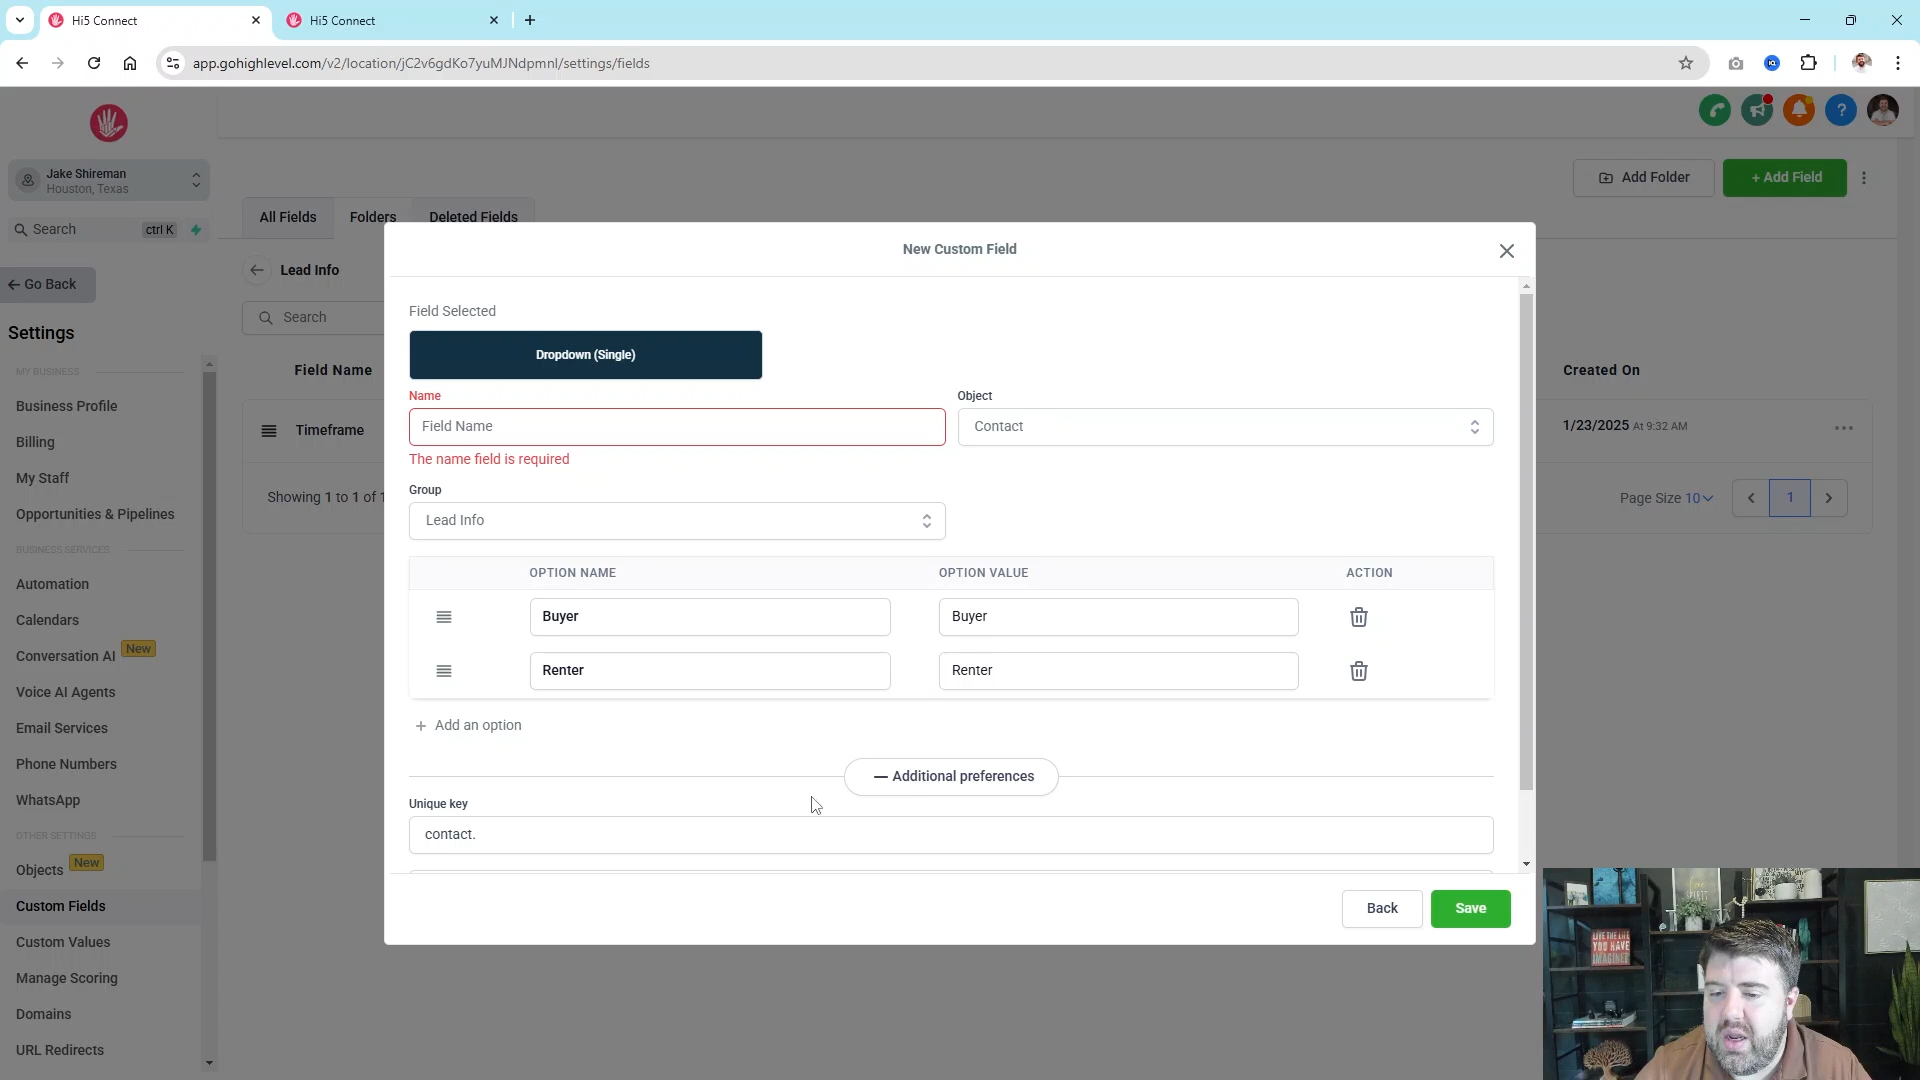 Hi5 Connect
Hi5 Connect
app.gohighlevel.com/v2/location/jC2v6gdKo7yuMJNdpmnl/settings/fields
Jake Shireman
Houston, Texas
Search
ctrl K
Go Back
Settings
MY BUSINESS
Business Profile
Billing
My Staff
Opportunities & Pipelines
BUSINESS SERVICES
Automation
Calendars
Conversation AI
New
Voice AI Agents
Email Services
Phone Numbers
WhatsApp
OTHER SETTINGS
Objects
New
Custom Fields
Custom Values
Manage Scoring
Domains
URL Redirects
Add Folder
+ Add Field
All Fields
Folders
Deleted Fields
Lead Info
Search
Field Name
Created On
Timeframe
1/23/2025 At 9:32 AM
Showing 1 to 1 of 1
Page Size 10
1
New Custom Field
Field Selected
Dropdown (Single)
Name
Object
Field Name
Contact
The name field is required
Group
Lead Info
OPTION NAME
OPTION VALUE
ACTION
Buyer
Buyer
Renter
Renter
+ Add an option
— Additional preferences
Unique key
contact.
Back
Save
LIVE THE LIFE
YOU HAVE
IMAGINED